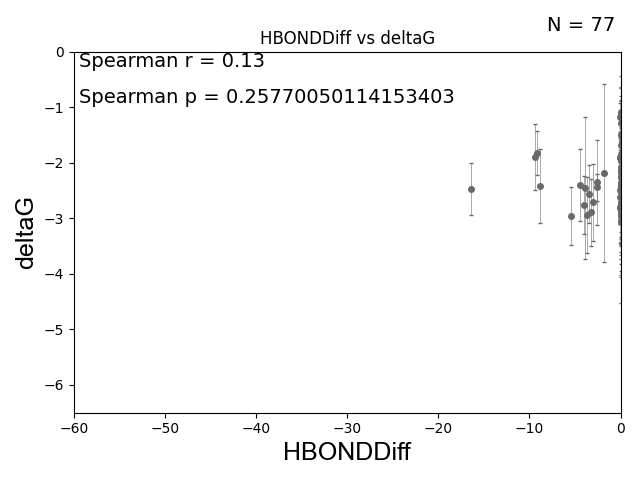 N = 77
HBONDDiff vs deltaG
Spearman r = 0.13
Spearman p = 0.25770050114153403
0
−1
−2
−3
−4
−5
−6
deltaG
−60 −50 −40 −30 −20 −10 0
HBONDDiff